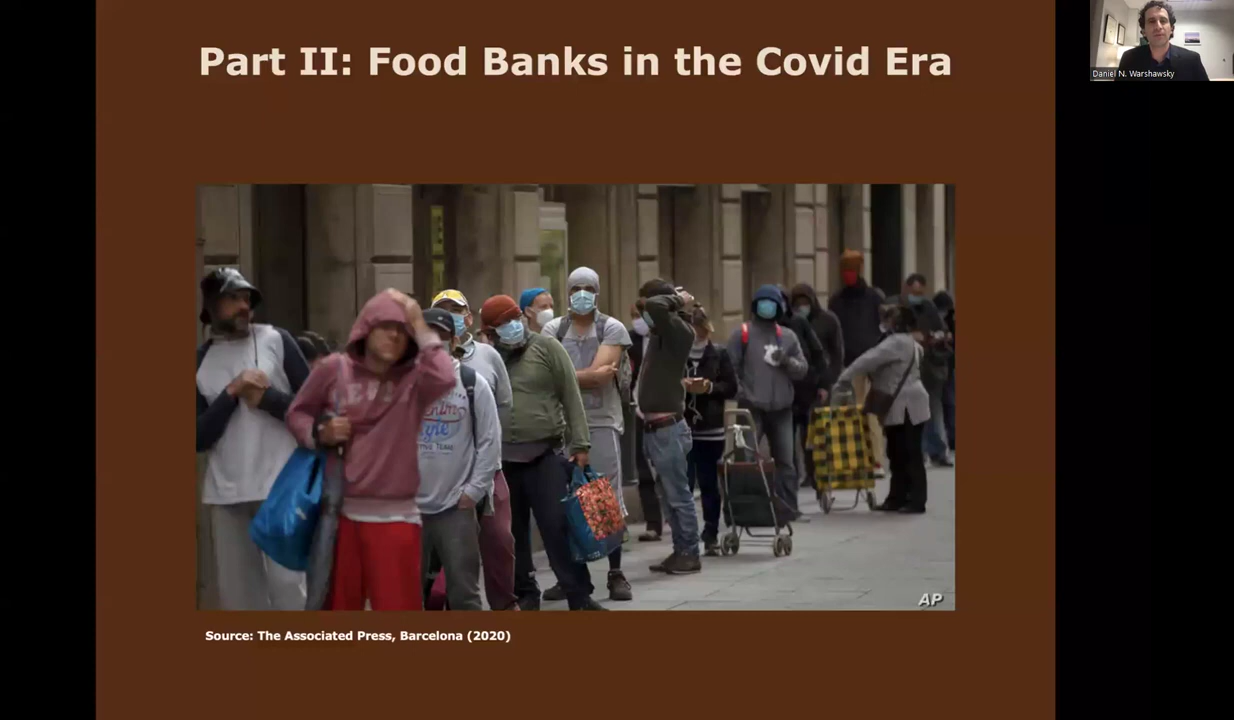 Part II: Food Banks in the Covid Era
Daniel N. Warshawsky
AP
Source: The Associated Press, Barcelona (2020)